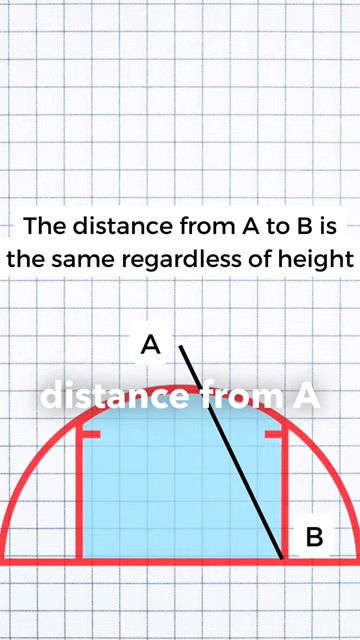 The distance from A to B is
the same regardless of height
A
distance from A
B